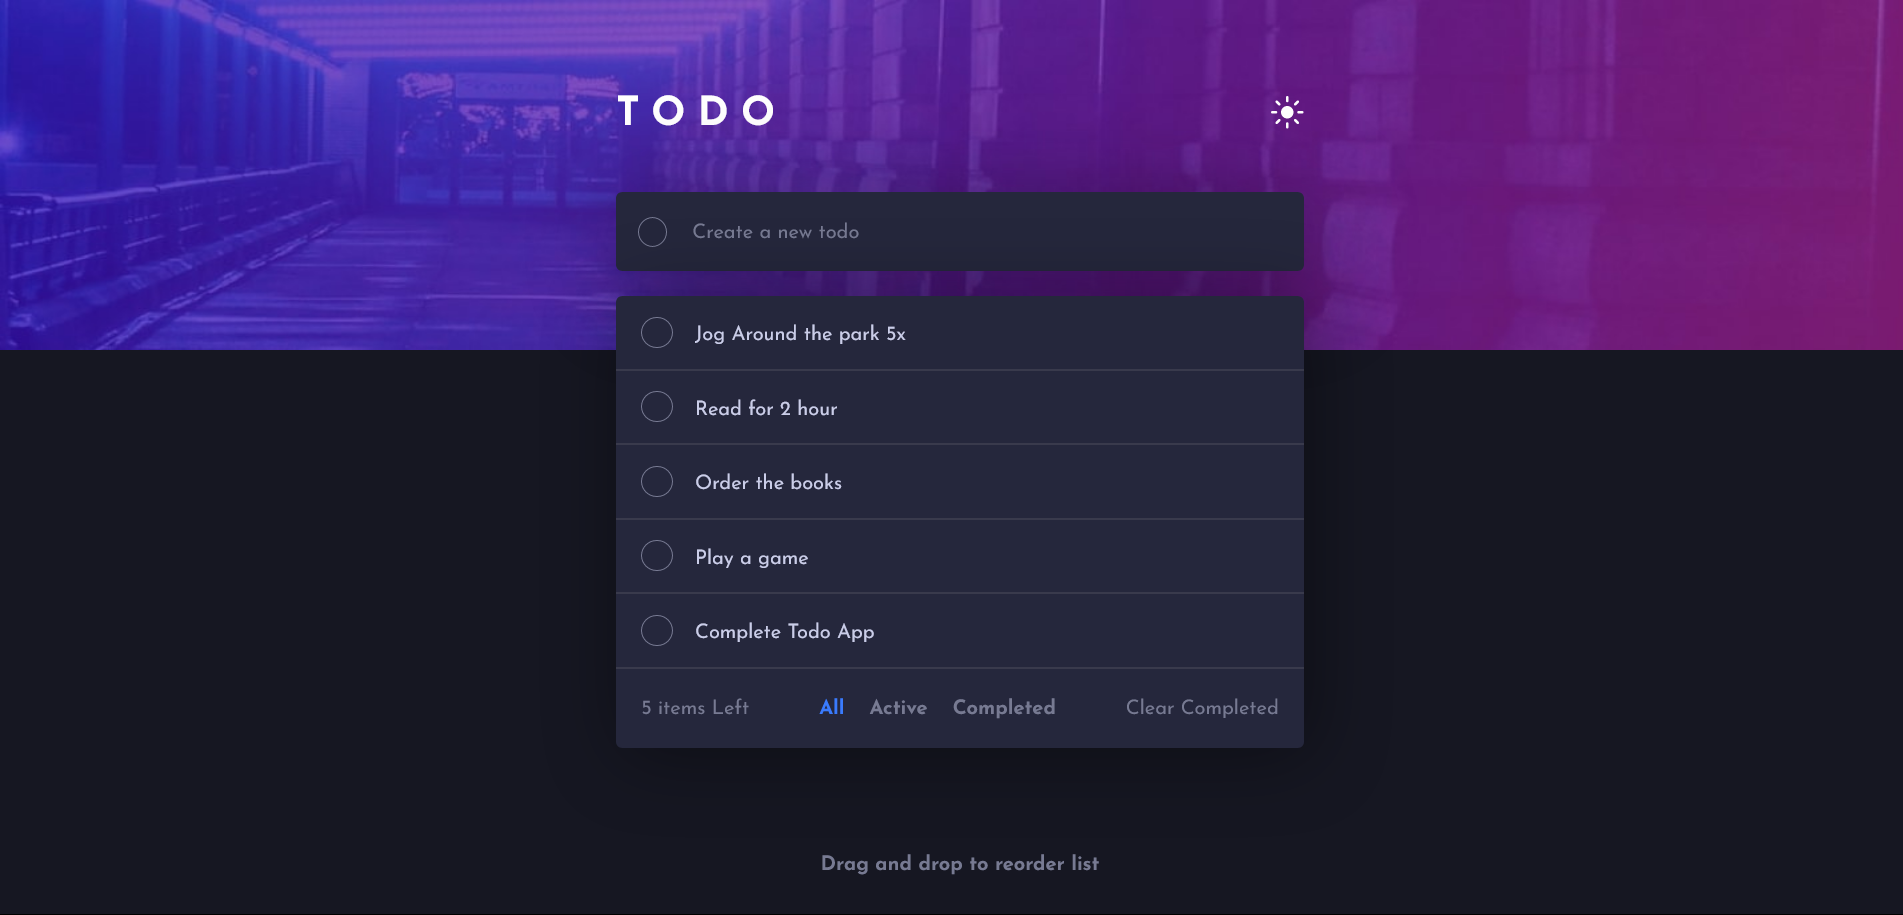 TODO
Create a new todo
Jog Around the park 5x
Read for 2 hour
Order the books
Play a game
Complete Todo App
5 items Left All Active Completed Clear Completed
Drag and drop to reorder list